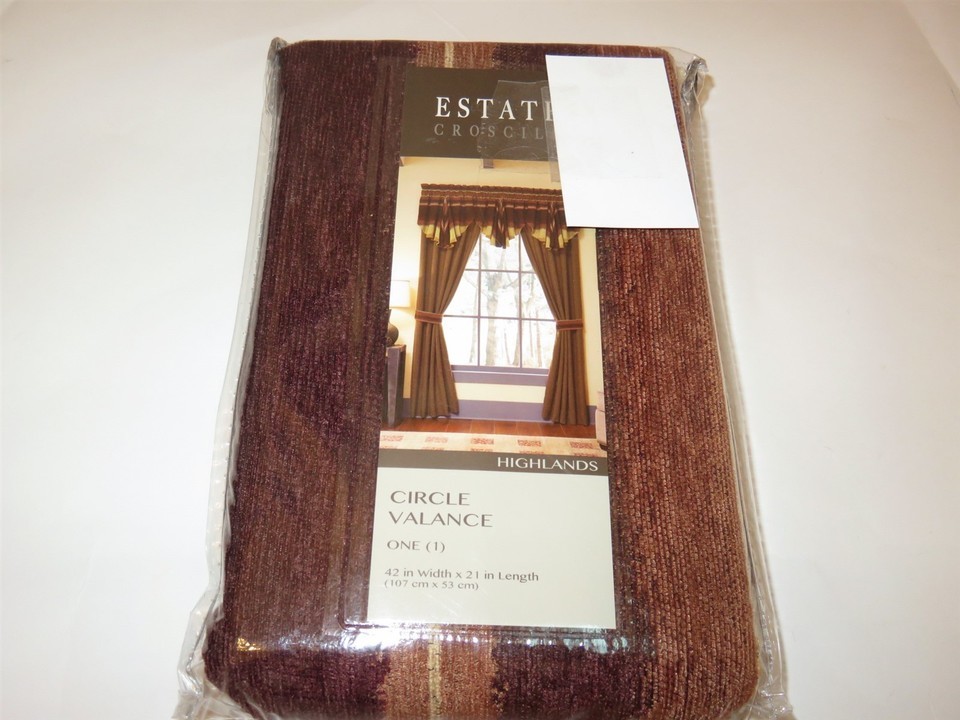 ESTATE
CROSCIL
HIGHLANDS
CIRCLE
VALANCE
ONE (1)
42 in Width x 21 in Length
(107 cm x 53 cm)